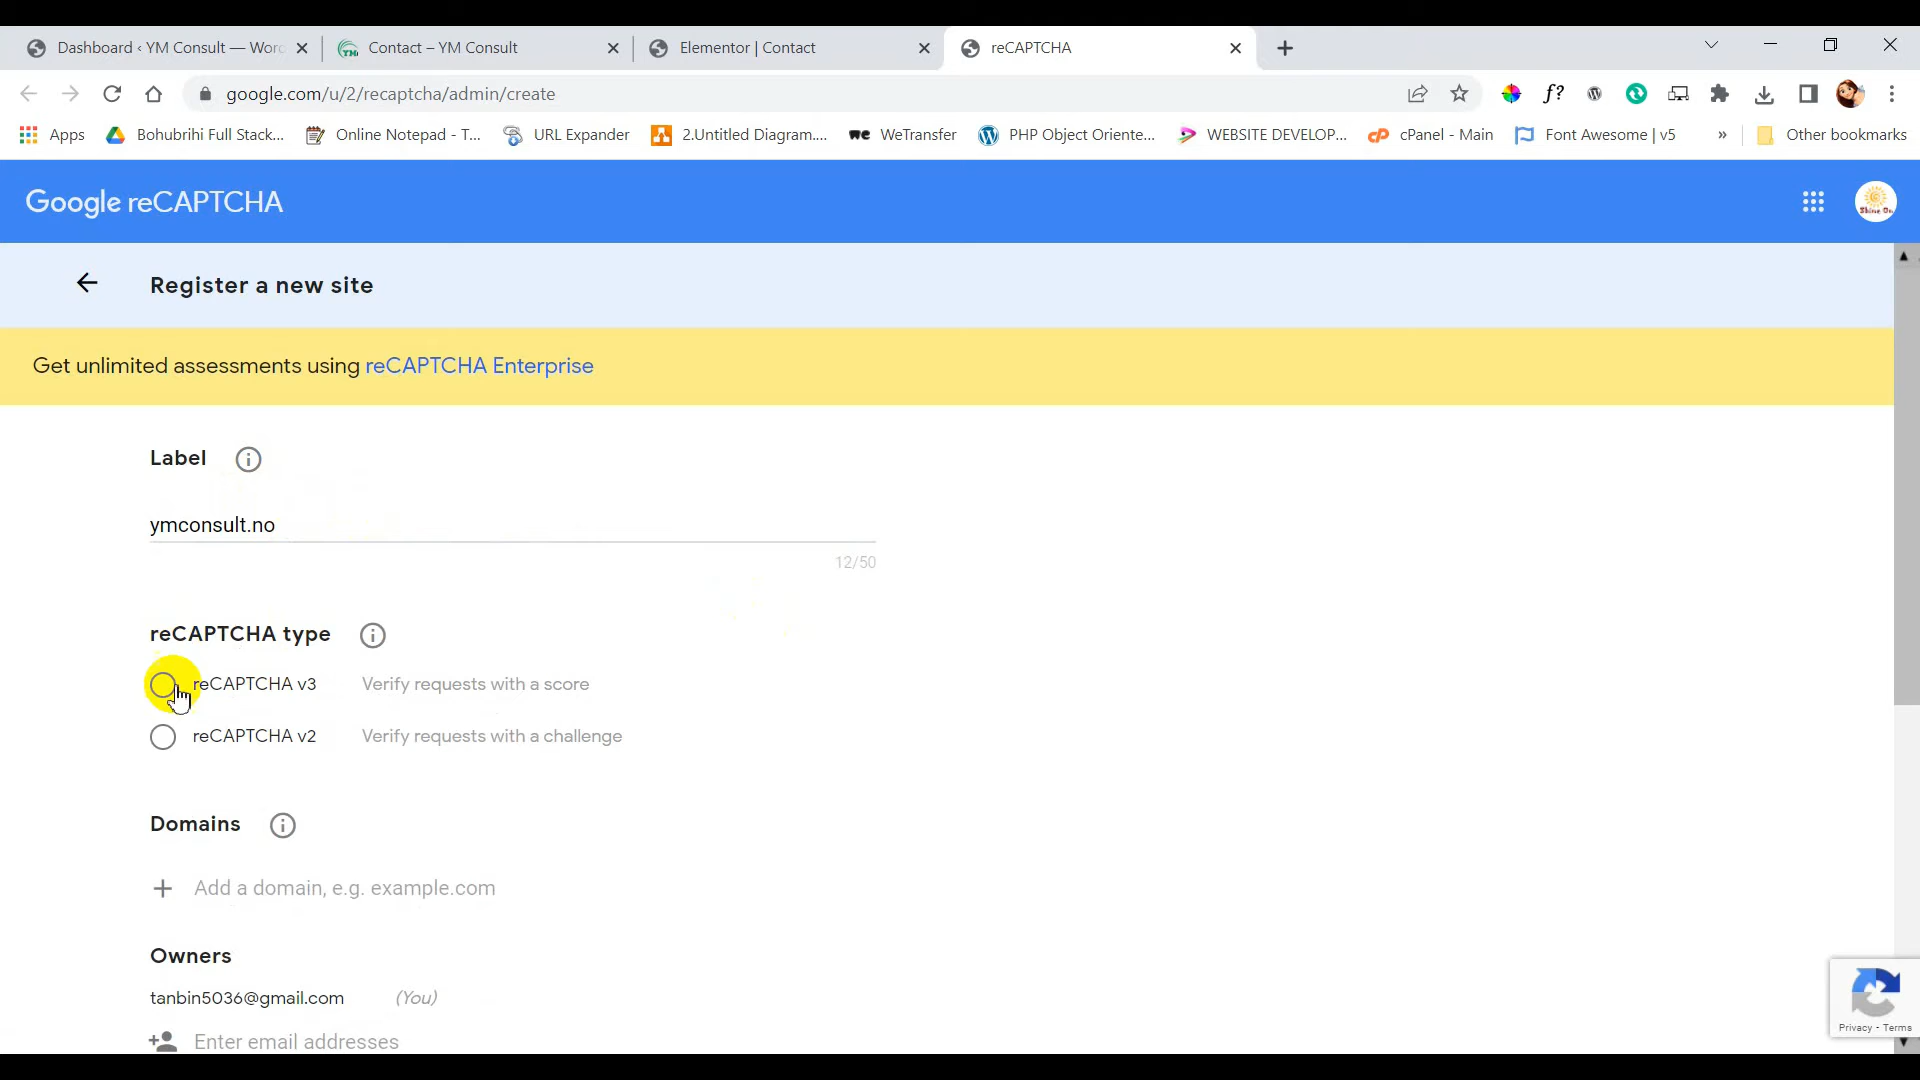 Dashboard ‹ YM Consult — Wor
Contact – YM Consult
Elementor | Contact
reCAPTCHA
google.com/u/2/recaptcha/admin/create
f?
Apps
Bohubrihi Full Stack...
Online Notepad - T...
URL Expander
2.Untitled Diagram....
we WeTransfer
PHP Object Oriente...
WEBSITE DEVELOP...
cPanel - Main
Font Awesome | v5
»
Other bookmarks
Google reCAPTCHA
Shine On
Register a new site
Get unlimited assessments using reCAPTCHA Enterprise
Label
ymconsult.no
12/50
reCAPTCHA type
reCAPTCHA v3 Verify requests with a score
reCAPTCHA v2 Verify requests with a challenge
Domains
Add a domain, e.g. example.com
Owners
tanbin5036@gmail.com (You)
Enter email addresses
Privacy - Terms